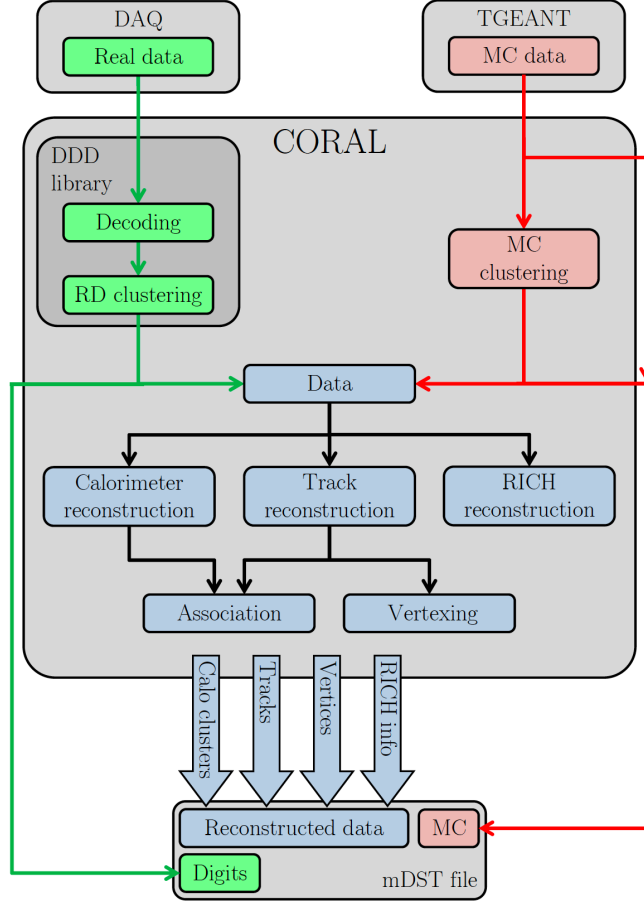 DAQ
Real data
TGEANT
MC data
CORAL
DDD
library
Decoding
RD clustering
MC
clustering
Data
Calorimeter
reconstruction
Track
reconstruction
RICH
reconstruction
Association
Vertexing
Calo clusters
Tracks
Vertices
RICH info
Reconstructed data
MC
Digits
mDST file